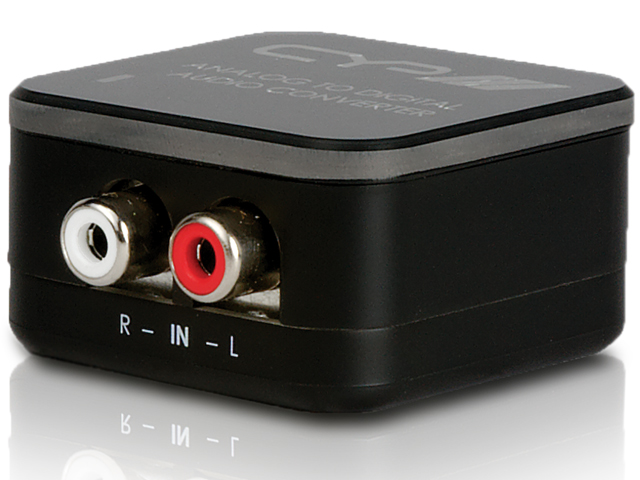 CYP
ANALOG TO DIGITAL
AUDIO CONVERTER
R – IN – L